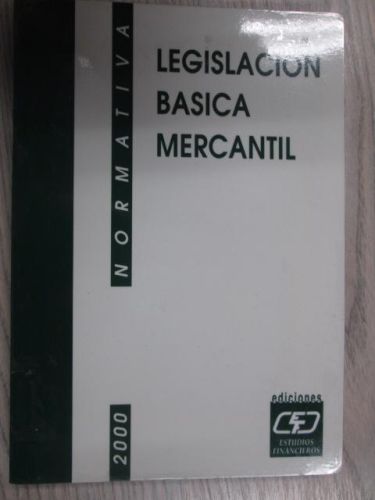 LEGISLACION
BASICA
MERCANTIL
NORMATIVA
2000
ediciones
CEF
ESTUDIOS
FINANCIEROS